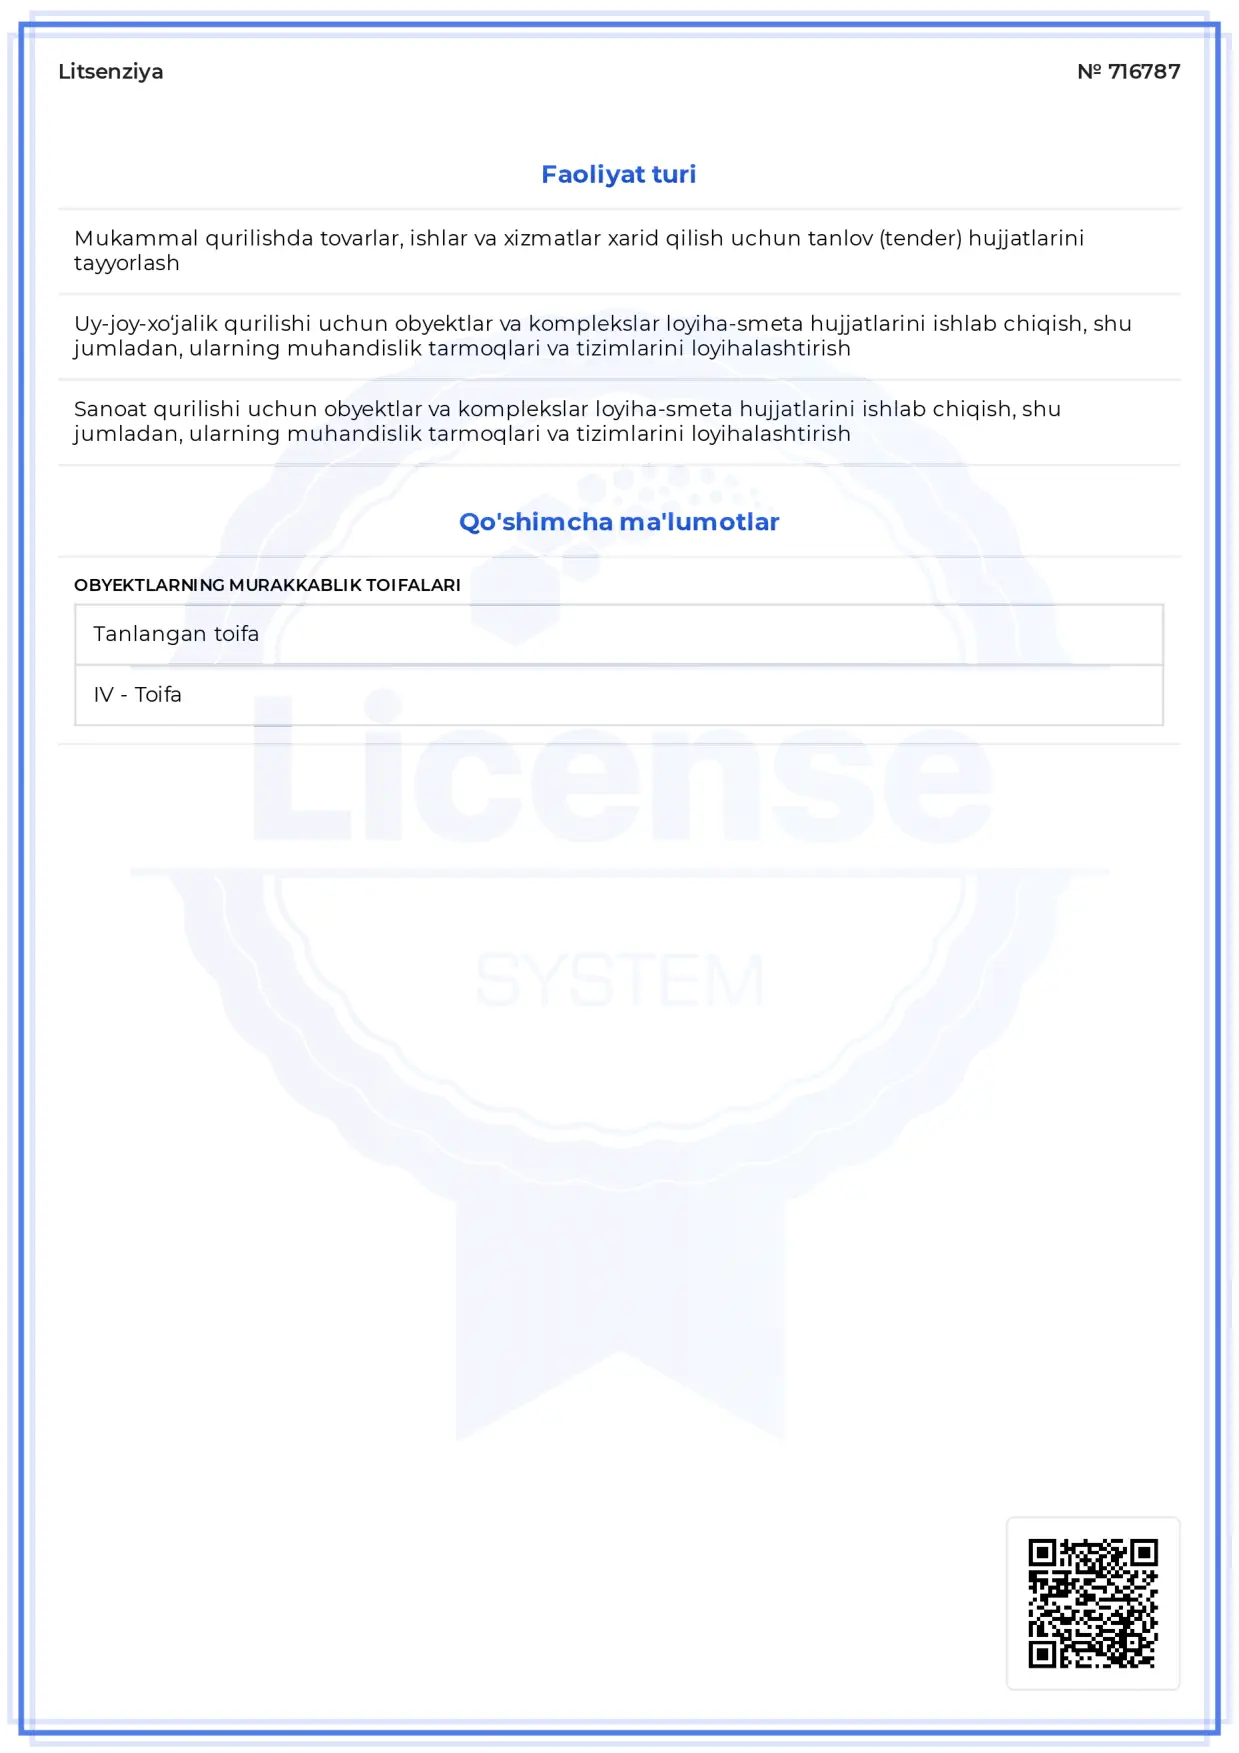 Litsenziya
№ 716787
Faoliyat turi
Mukammal qurilishda tovarlar, ishlar va xizmatlar xarid qilish uchun tanlov (tender) hujjatlarini
tayyorlash
Uy-joy-xo‘jalik qurilishi uchun obyektlar va komplekslar loyiha-smeta hujjatlarini ishlab chiqish, shu
jumladan, ularning muhandislik tarmoqlari va tizimlarini loyihalashtirish
Sanoat qurilishi uchun obyektlar va komplekslar loyiha-smeta hujjatlarini ishlab chiqish, shu
jumladan, ularning muhandislik tarmoqlari va tizimlarini loyihalashtirish
Qo'shimcha ma'lumotlar
OBYEKTLARNING MURAKKABLIK TOIFALARI
Tanlangan toifa
IV - Toifa
License
SYSTEM